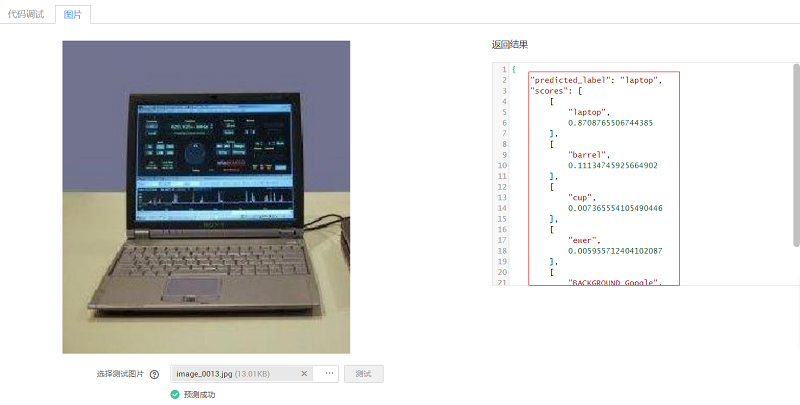 代码调试 图片
返回结果
1 {
2 "predicted_label": "laptop",
3 "scores": [
4 [
5 "laptop",
6 0.8708765506744385
7 ],
8 [
9 "barrel",
10 0.11134745925664902
11 ],
12 [
13 "cup",
14 0.007365554105490446
15 ],
16 [
17 "ewer",
18 0.005955712404102087
19 ],
20 [
21 "BACKGROUND_Google",
SONY
选择测试图片 ? image_0013.jpg (13.01KB) × ··· 测试
预测成功